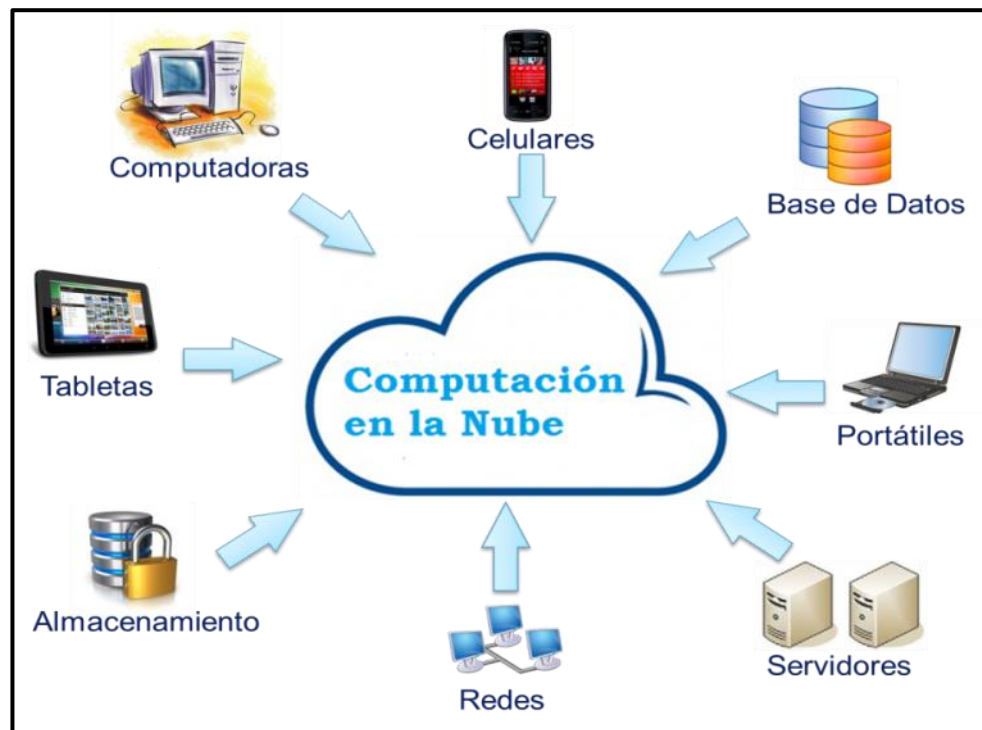 Computadoras
Celulares
Base de Datos
Tabletas
Computación
en la Nube
Portátiles
Almacenamiento
Redes
Servidores